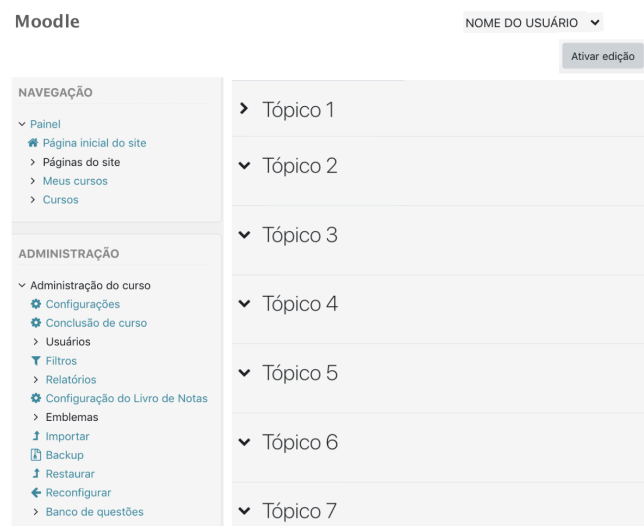 Moodle
NOME DO USUÁRIO
Ativar edição
NAVEGAÇÃO
Painel
Página inicial do site
Páginas do site
Meus cursos
Cursos
ADMINISTRAÇÃO
Administração do curso
Configurações
Conclusão de curso
Usuários
Filtros
Relatórios
Configuração do Livro de Notas
Emblemas
Importar
Backup
Restaurar
Reconfigurar
Banco de questões
Tópico 1
Tópico 2
Tópico 3
Tópico 4
Tópico 5
Tópico 6
Tópico 7